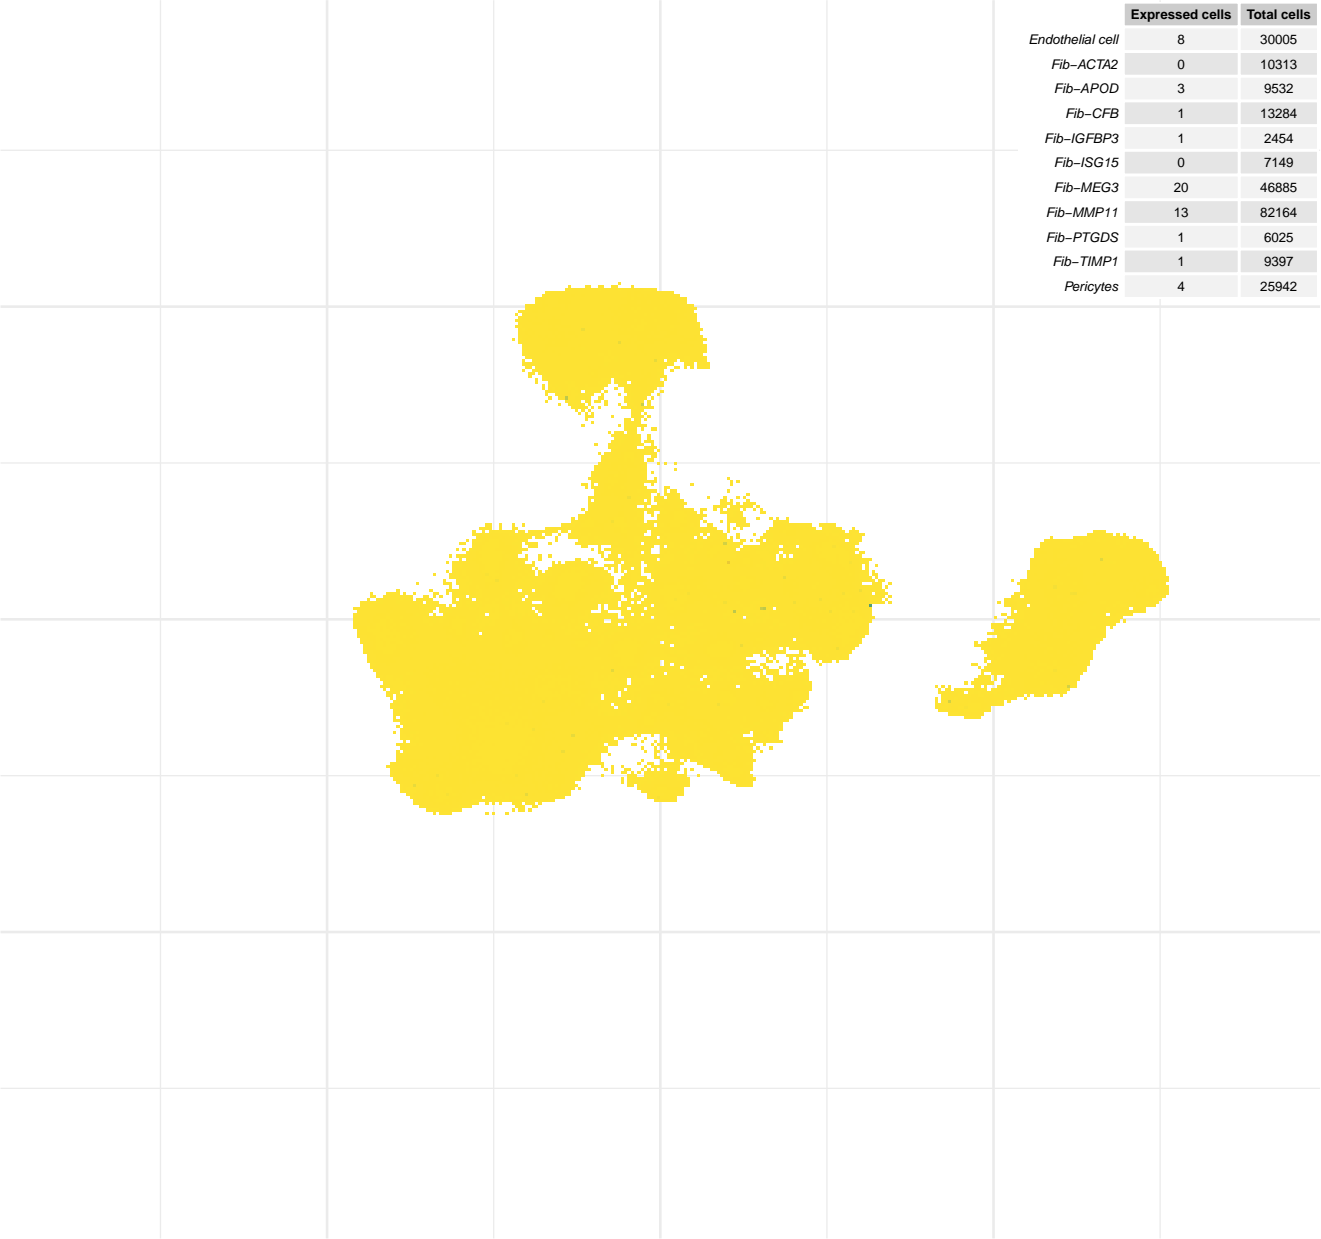 Expressed cells Total cells
Endothelial cell 8 30005
Fib−ACTA2 0 10313
Fib−APOD 3 9532
Fib−CFB 1 13284
Fib−IGFBP3 1 2454
Fib−ISG15 0 7149
Fib−MEG3 20 46885
Fib−MMP11 13 82164
Fib−PTGDS 1 6025
Fib−TIMP1 1 9397
Pericytes 4 25942